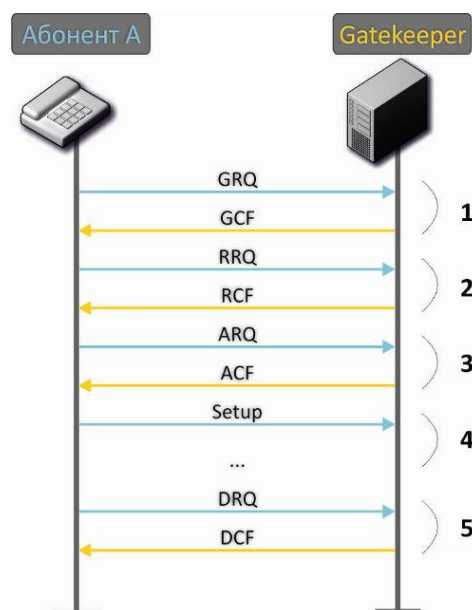 Абонент А
Gatekeeper
GRQ
GCF
1
RRQ
RCF
2
ARQ
ACF
3
Setup
...
4
DRQ
DCF
5